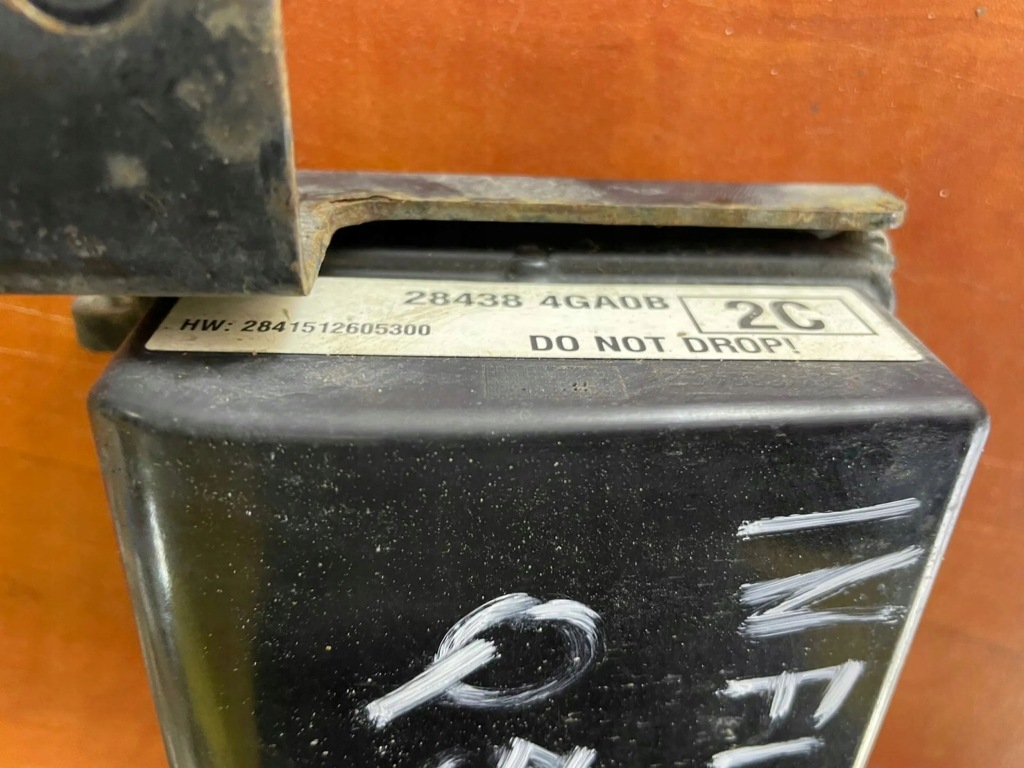 28438 4GA0B 2C
HW: 2841512605300
DO NOT DROP!
INFI
Q